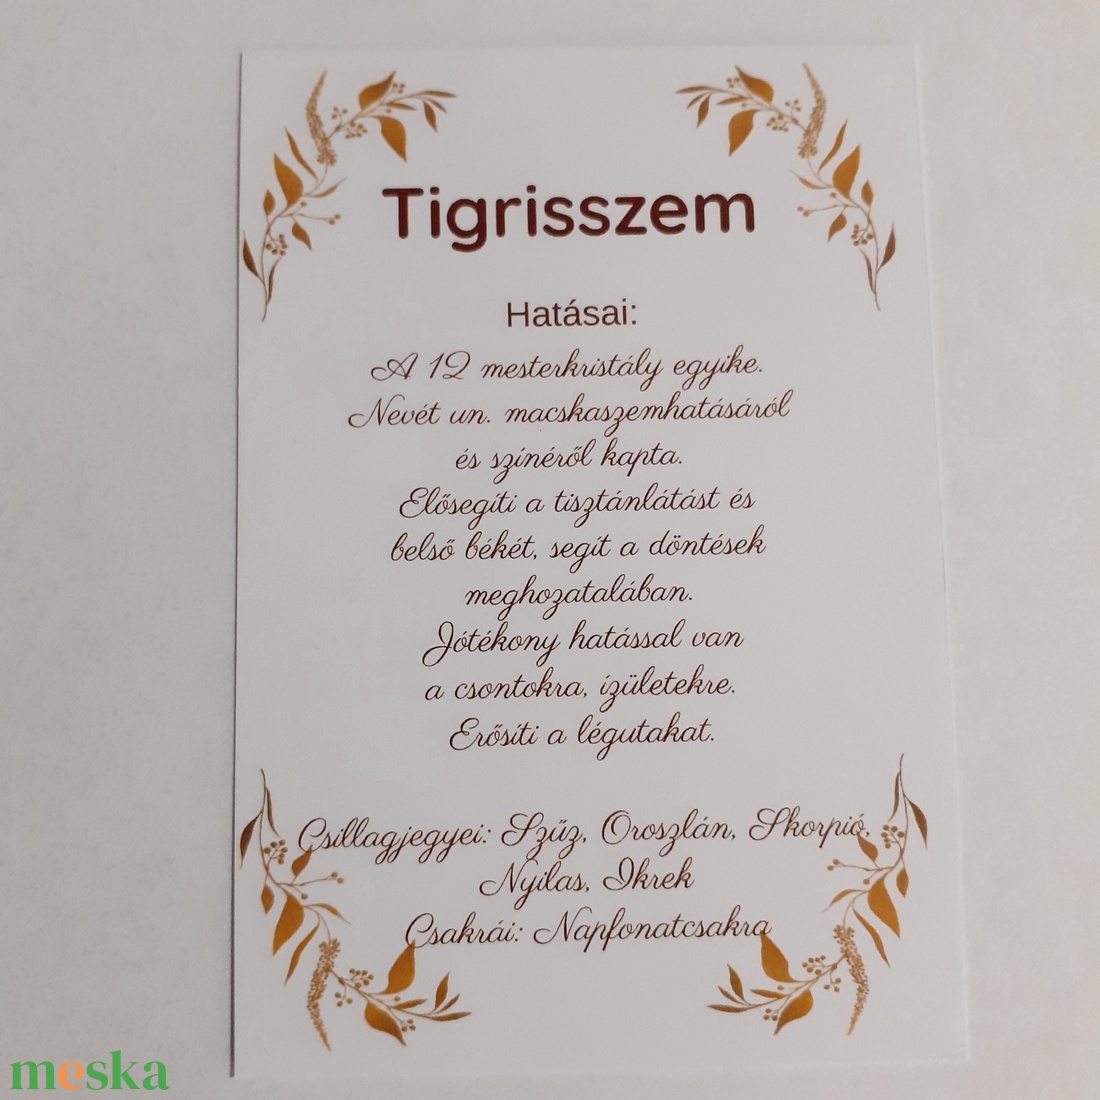 Tigrisszem
Hatásai:
A 12 mesterkristály egyike.
Nevét un. macskaszemhatásáról
és színéről kapta.
Elősegíti a tisztánlátást és
belső békét, segít a döntések
meghozatalában.
Jótékony hatással van
a csontokra, ízületekre.
Erősíti a légutakat.
Csillagjegyei: Szűz, Oroszlán, Skorpió,
Nyilas, Ikrek
Csakrái: Napfonatcsakra
meska